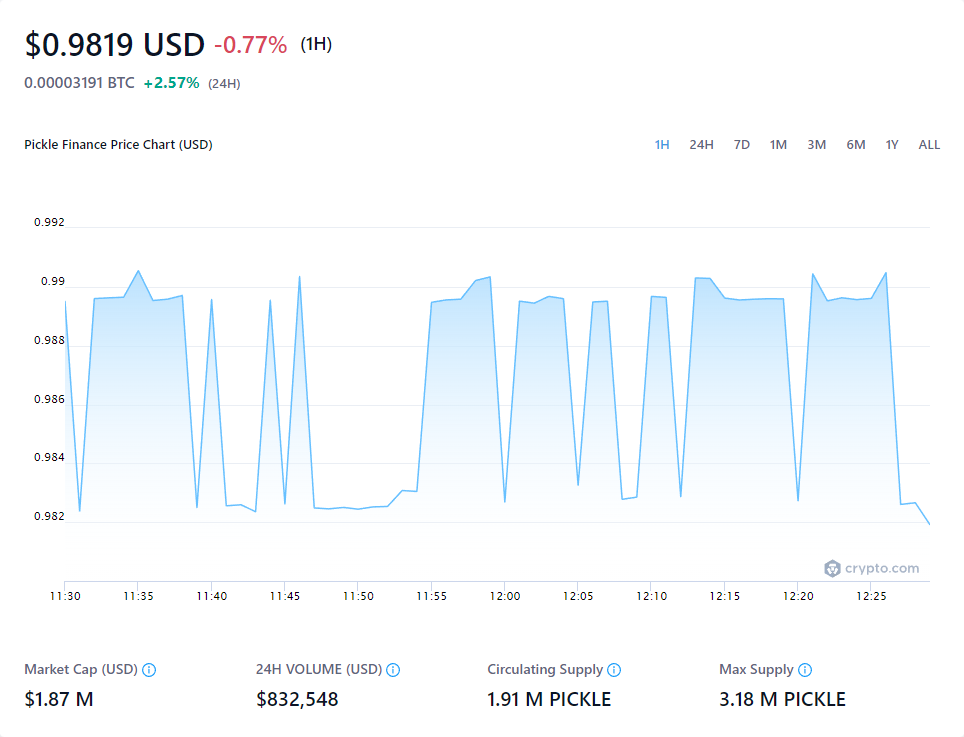 $0.9819 USD -0.77% (1H)
0.00003191 BTC +2.57% (24H)
Pickle Finance Price Chart (USD) 1H 24H 7D 1M 3M 6M 1Y ALL
0.992
0.99
0.988
0.986
0.984
0.982
crypto.com
11:30 11:35 11:40 11:45 11:50 11:55 12:00 12:05 12:10 12:15 12:20 12:25
Market Cap (USD) 24H VOLUME (USD) Circulating Supply Max Supply
$1.87 M $832,548 1.91 M PICKLE 3.18 M PICKLE